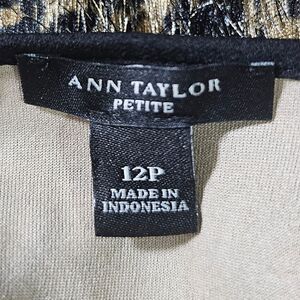 ANN TAYLOR
PETITE
12P
MADE IN
INDONESIA